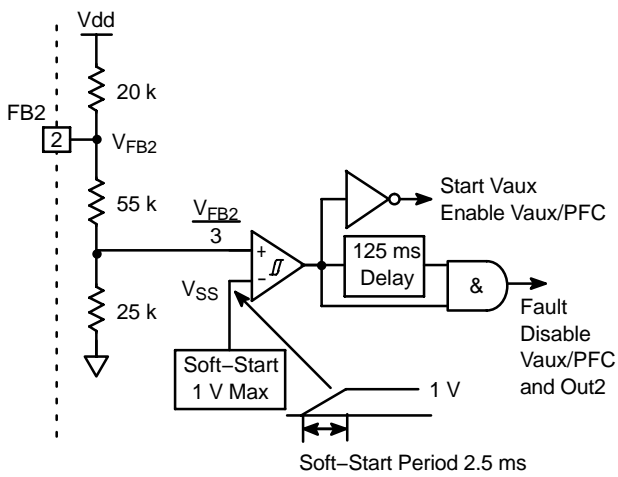 Vdd
20 k
FB2
2
VFB2
55 k
VFB2
3
+
−
VSS
25 k
Soft−Start
1 V Max
125 ms
Delay
&
Start Vaux
Enable Vaux/PFC
Fault
Disable
Vaux/PFC
and Out2
1 V
Soft−Start Period 2.5 ms